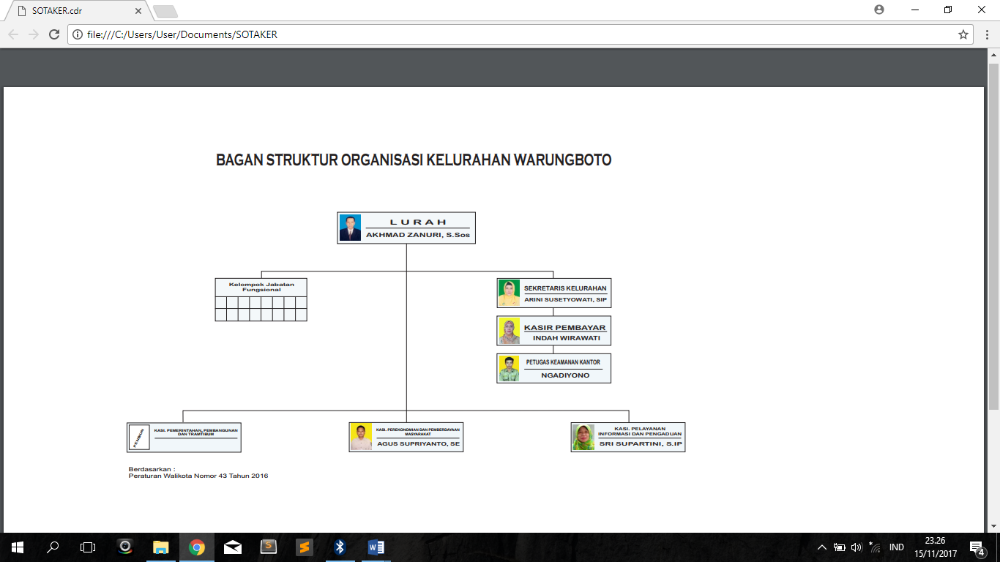 SOTAKER.cdr
file:///C:/Users/User/Documents/SOTAKER
BAGAN STRUKTUR ORGANISASI KELURAHAN WARUNGBOTO
L U R A H
AKHMAD ZANURI, S.Sos
Kelompok Jabatan
Fungsional
SEKRETARIS KELURAHAN
ARINI SUSETYOWATI, SIP
KASIR PEMBAYAR
INDAH WIRAWATI
PETUGAS KEAMANAN KANTOR
NGADIYONO
PENSIUN
KASI. PEMERINTAHAN, PEMBANGUNAN
DAN TRAMTIBUM
KASI. PEREKONOMIAN DAN PEMBERDAYAAN
MASYARAKAT
AGUS SUPRIYANTO, SE
KASI. PELAYANAN
INFORMASI DAN PENGADUAN
SRI SUPARTINI, S.IP
Berdasarkan :
Peraturan Walikota Nomor 43 Tahun 2016
IND
23.26
15/11/2017
4